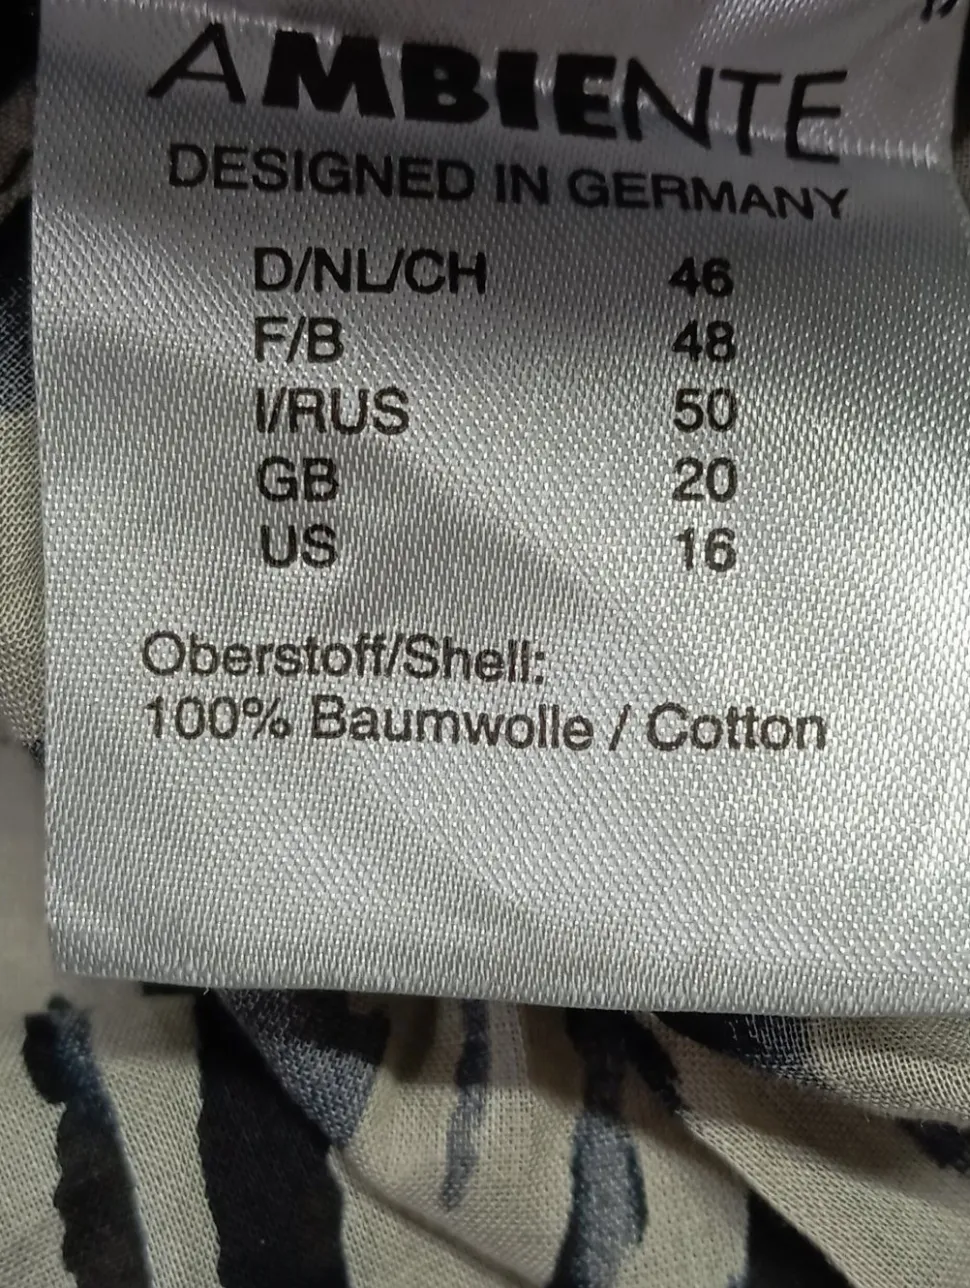 AMBIENTE
DESIGNED IN GERMANY
D/NL/CH 46
F/B 48
I/RUS 50
GB 20
US 16
Oberstoff/Shell:
100% Baumwolle / Cotton